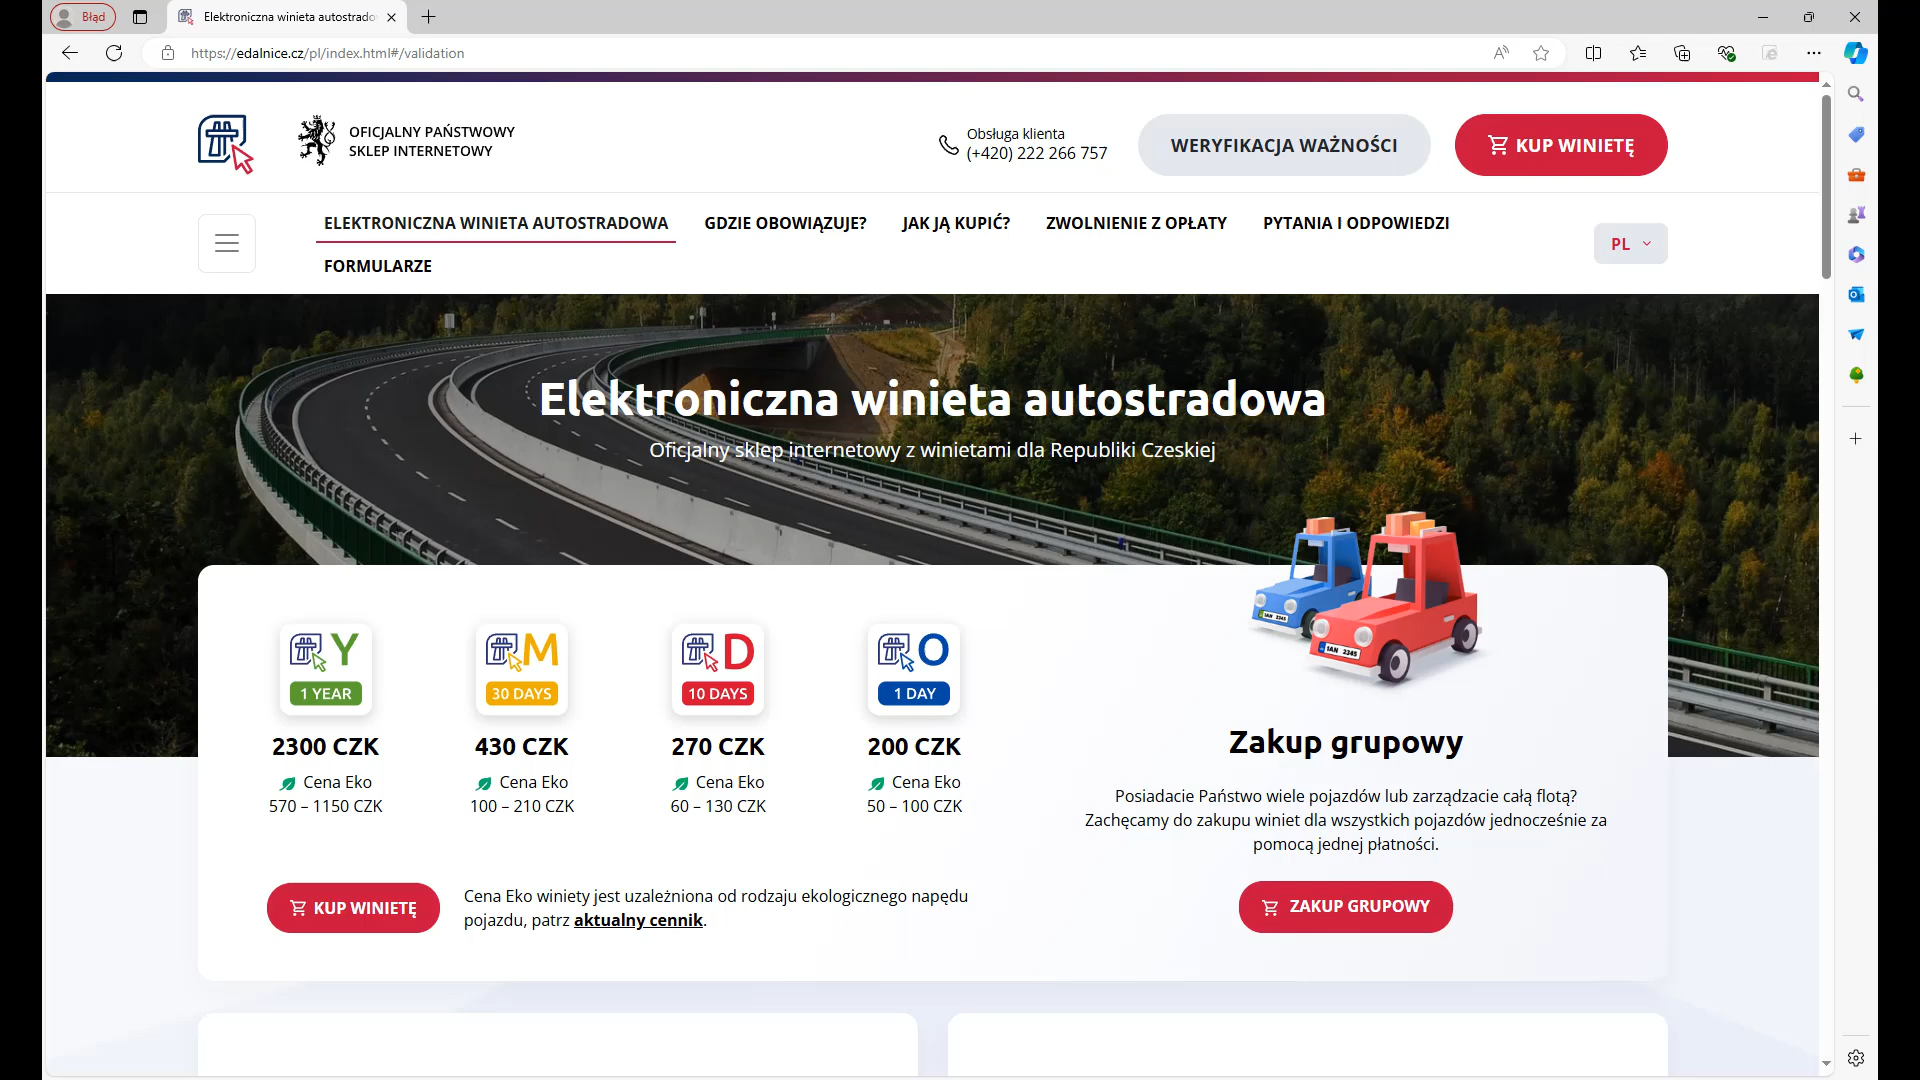 Błąd
Elektroniczna winieta autostrado
https://edalnice.cz/pl/index.html#/validation
OFICJALNY PAŃSTWOWY
SKLEP INTERNETOWY
Obsługa klienta
(+420) 222 266 757
WERYFIKACJA WAŻNOŚCI
KUP WINIETĘ
ELEKTRONICZNA WINIETA AUTOSTRADOWA
GDZIE OBOWIĄZUJE?
JAK JĄ KUPIĆ?
ZWOLNIENIE Z OPŁATY
PYTANIA I ODPOWIEDZI
FORMULARZE
PL
Elektroniczna winieta autostradowa
Oficjalny sklep internetowy z winietami dla Republiki Czeskiej
Y
1 YEAR
2300 CZK
Cena Eko
570 – 1150 CZK
M
30 DAYS
430 CZK
Cena Eko
100 – 210 CZK
D
10 DAYS
270 CZK
Cena Eko
60 – 130 CZK
O
1 DAY
200 CZK
Cena Eko
50 – 100 CZK
KUP WINIETĘ
Cena Eko winiety jest uzależniona od rodzaju ekologicznego napędu
pojazdu, patrz aktualny cennik.
1AN 2345
1AN 2345
Zakup grupowy
Posiadacie Państwo wiele pojazdów lub zarządzacie całą flotą?
Zachęcamy do zakupu winiet dla wszystkich pojazdów jednocześnie za
pomocą jednej płatności.
ZAKUP GRUPOWY